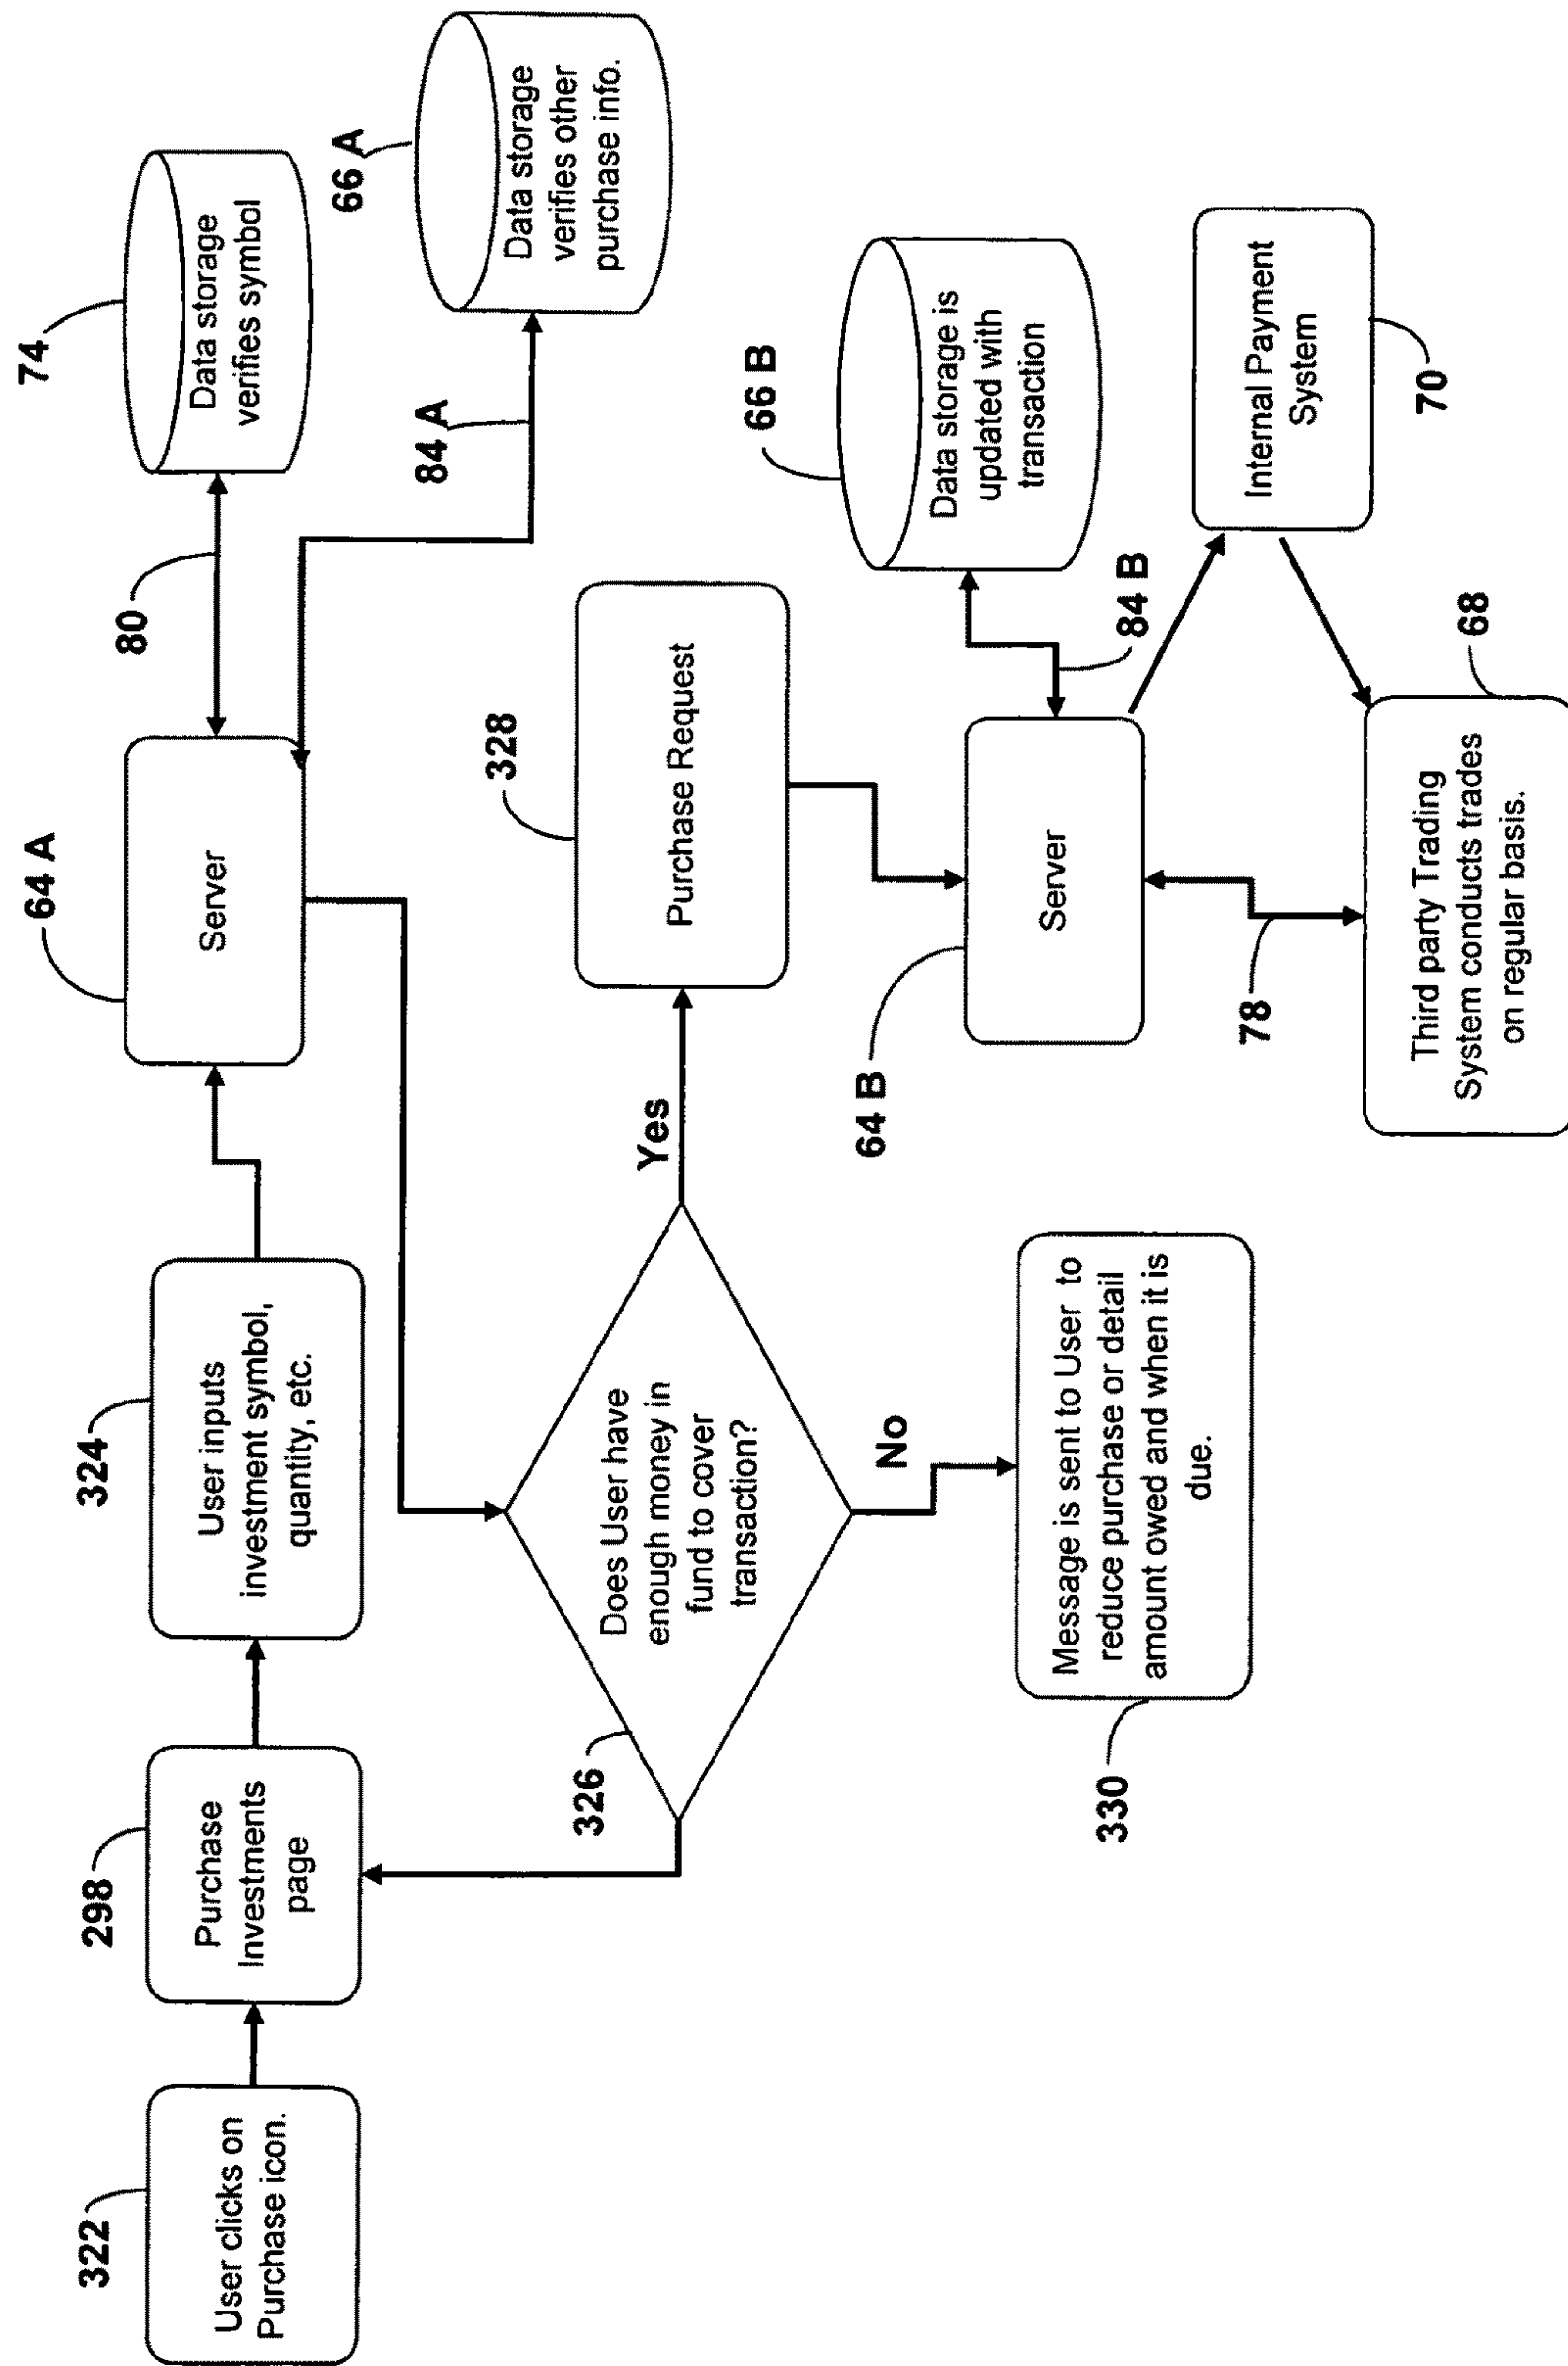 322
User clicks on
Purchase icon.
298
Purchase
Investments
page
324
User inputs
investment symbol,
quantity, etc.
64 A
Server
80
74
Data storage
verifies symbol
84 A
66 A
Data storage
verifies other
purchase info.
326
Does User have
enough money in
fund to cover
transaction?
Yes
328
Purchase Request
No
330
Message is sent to User to
reduce purchase or detail
amount owed and when it is
due.
64 B
Server
84 B
66 B
Data storage is
updated with
transaction
78
68
Third party Trading
System conducts trades
on regular basis.
Internal Payment
System
70